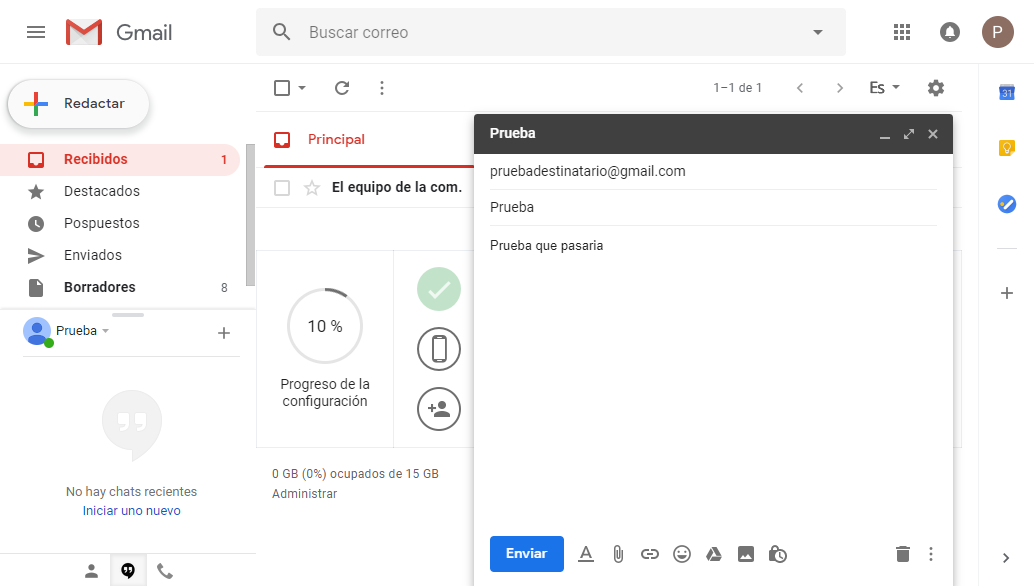 Gmail
Buscar correo
P
Redactar
1–1 de 1
Es
31
Recibidos 1
Destacados
Pospuestos
Enviados
Borradores 8
Prueba
No hay chats recientes
Iniciar uno nuevo
Principal
El equipo de la com.
10 %
Progreso de la
configuración
0 GB (0%) ocupados de 15 GB
Administrar
Prueba
pruebadestinatario@gmail.com
Prueba
Prueba que pasaria
Enviar